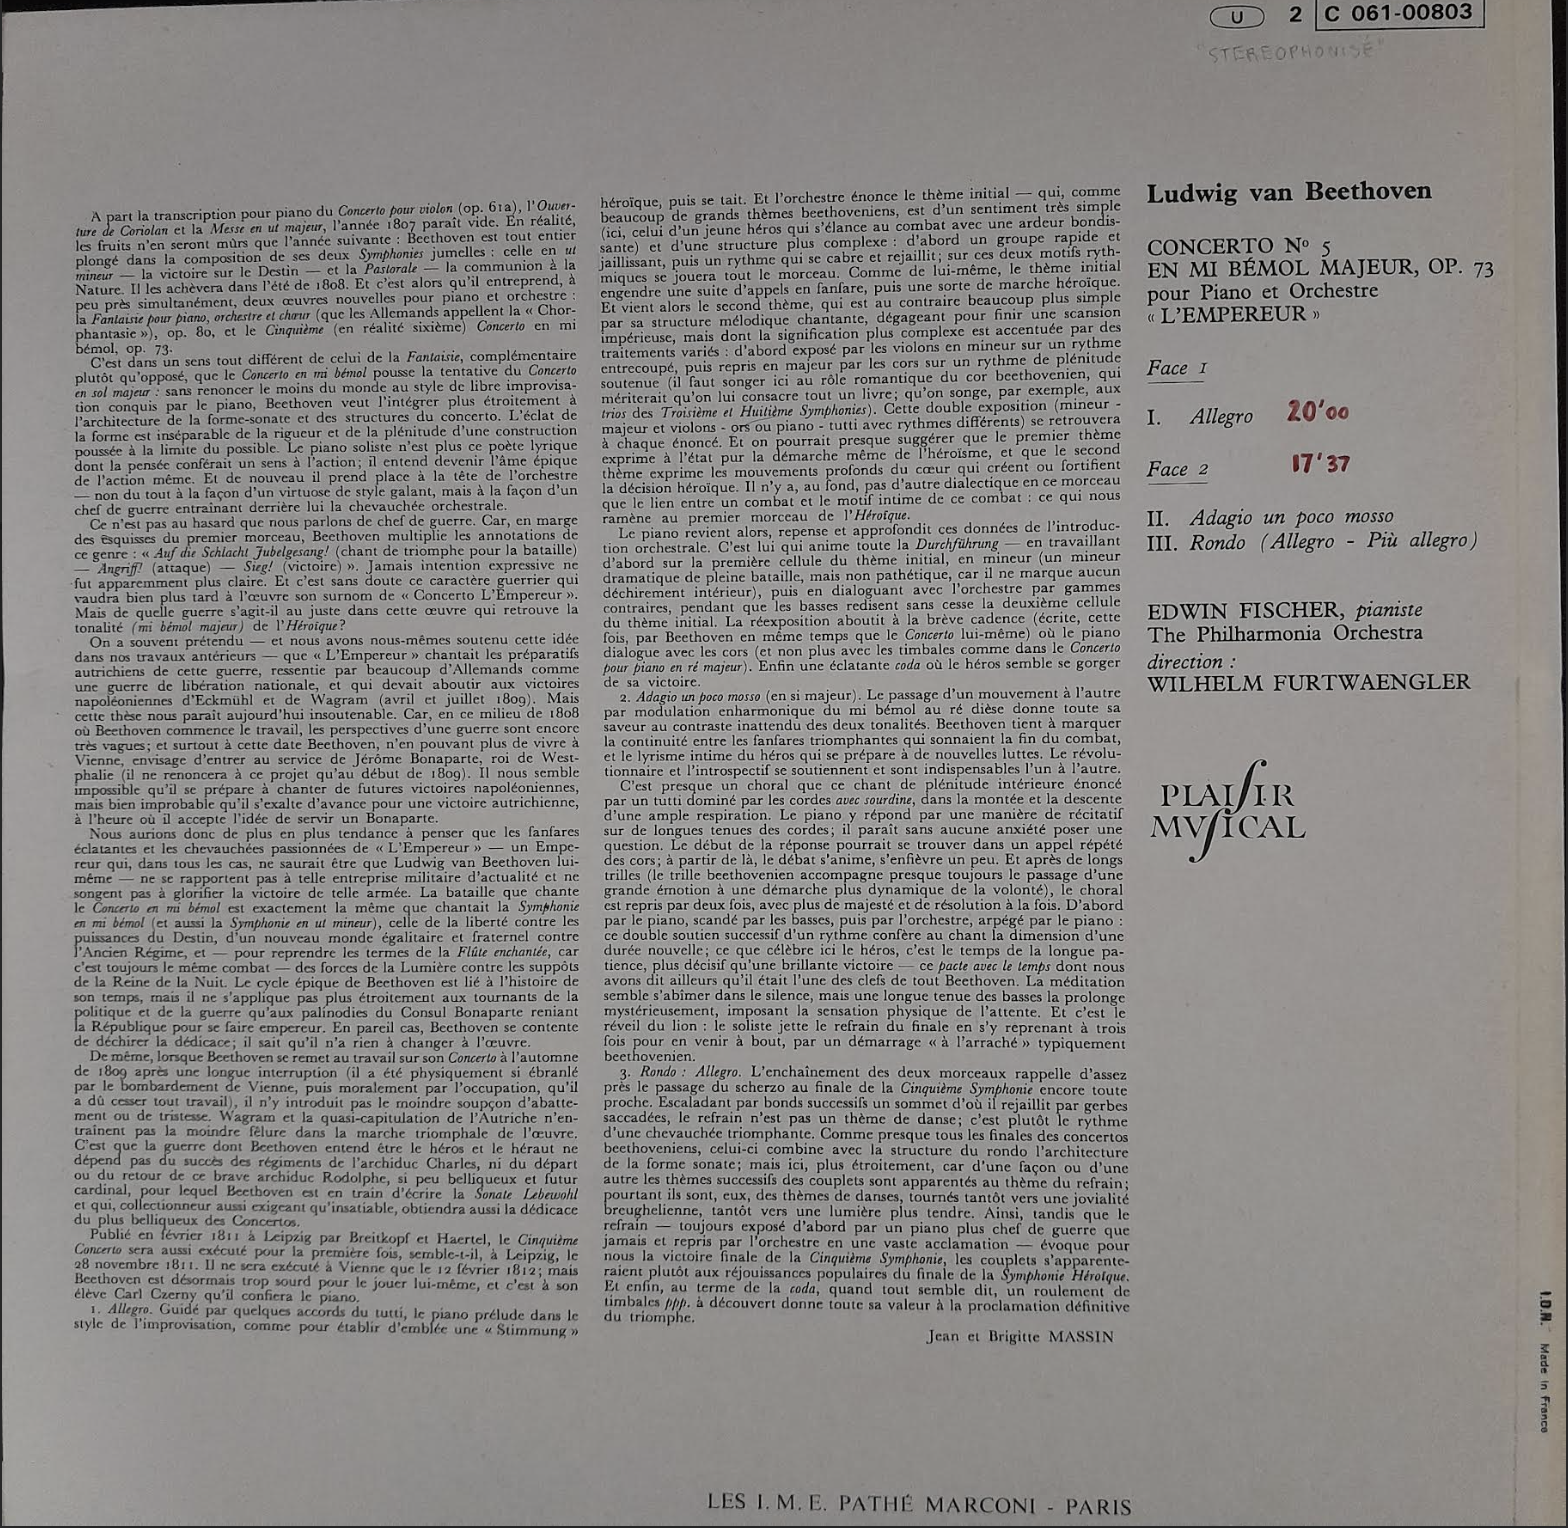 U 2 C 061-00803
"STEREOPHONISÉ"
A part la transcription pour piano du Concerto pour violon (op. 61a), l'Ouver-
ture de Coriolan et la Messe en ut majeur, l'année 1807 paraît vide. En réalité,
les fruits n'en seront mûrs que l'année suivante : Beethoven est tout entier
plongé dans la composition de ses deux Symphonies jumelles : celle en ut
mineur — la victoire sur le Destin — et la Pastorale — la communion à la
Nature. Il les achèvera dans l'été de 1808. Et c'est alors qu'il entreprend, à
peu près simultanément, deux œuvres nouvelles pour piano et orchestre :
la Fantaisie pour piano, orchestre et chœur (que les Allemands appellent la « Chor-
phantasie »), op. 80, et le Cinquième (en réalité sixième) Concerto en mi
bémol, op. 73.
C'est dans un sens tout différent de celui de la Fantaisie, complémentaire
plutôt qu'opposé, que le Concerto en mi bémol pousse la tentative du Concerto
en sol majeur : sans renoncer le moins du monde au style de libre improvisa-
tion conquis par le piano, Beethoven veut l'intégrer plus étroitement à
l'architecture de la forme-sonate et des structures du concerto. L'éclat de
la forme est inséparable de la rigueur et de la plénitude d'une construction
poussée à la limite du possible. Le piano soliste n'est plus ce poète lyrique
dont la pensée conférait un sens à l'action; il entend devenir l'âme épique
de l'action même. Et de nouveau il prend place à la tête de l'orchestre
— non du tout à la façon d'un virtuose de style galant, mais à la façon d'un
chef de guerre entraînant derrière lui la chevauchée orchestrale.
Ce n'est pas au hasard que nous parlons de chef de guerre. Car, en marge
des esquisses du premier morceau, Beethoven multiplie les annotations de
ce genre : « Auf die Schlacht Jubelgesang! (chant de triomphe pour la bataille)
— Angriff! (attaque) — Sieg! (victoire) ». Jamais intention expressive ne
fut apparemment plus claire. Et c'est sans doute ce caractère guerrier qui
vaudra bien plus tard à l'œuvre son surnom de « Concerto L'Empereur ».
Mais de quelle guerre s'agit-il au juste dans cette œuvre qui retrouve la
tonalité (mi bémol majeur) de l'Héroïque?
On a souvent prétendu — et nous avons nous-mêmes soutenu cette idée
dans nos travaux antérieurs — que « L'Empereur » chantait les préparatifs
autrichiens de cette guerre, ressentie par beaucoup d'Allemands comme
une guerre de libération nationale, et qui devait aboutir aux victoires
napoléoniennes d'Eckmühl et de Wagram (avril et juillet 1809). Mais
cette thèse nous paraît aujourd'hui insoutenable. Car, en ce milieu de 1808
où Beethoven commence le travail, les perspectives d'une guerre sont encore
très vagues; et surtout à cette date Beethoven, n'en pouvant plus de vivre à
Vienne, envisage d'entrer au service de Jérôme Bonaparte, roi de West-
phalie (il ne renoncera à ce projet qu'au début de 1809). Il nous semble
impossible qu'il se prépare à chanter de futures victoires napoléoniennes,
mais bien improbable qu'il s'exalte d'avance pour une victoire autrichienne,
à l'heure où il accepte l'idée de servir un Bonaparte.
Nous aurions donc de plus en plus tendance à penser que les fanfares
éclatantes et les chevauchées passionnées de « L'Empereur » — un Empe-
reur qui, dans tous les cas, ne saurait être que Ludwig van Beethoven lui-
même — ne se rapportent pas à telle entreprise militaire d'actualité et ne
songent pas à glorifier la victoire de telle armée. La bataille que chante
le Concerto en mi bémol est exactement la même que chantait la Symphonie
en mi bémol (et aussi la Symphonie en ut mineur), celle de la liberté contre les
puissances du Destin, d'un nouveau monde égalitaire et fraternel contre
l'Ancien Régime, et — pour reprendre les termes de la Flûte enchantée, car
c'est toujours le même combat — des forces de la Lumière contre les suppôts
de la Reine de la Nuit. Le cycle épique de Beethoven est lié à l'histoire de
son temps, mais il ne s'applique pas plus étroitement aux tournants de la
politique et de la guerre qu'aux palinodies du Consul Bonaparte reniant
la République pour se faire empereur. En pareil cas, Beethoven se contente
de déchirer la dédicace; il sait qu'il n'a rien à changer à l'œuvre.
De même, lorsque Beethoven se remet au travail sur son Concerto à l'automne
de 1809 après une longue interruption (il a été physiquement si ébranlé
par le bombardement de Vienne, puis moralement par l'occupation, qu'il
a dû cesser tout travail), il n'y introduit pas le moindre soupçon d'abatte-
ment ou de tristesse. Wagram et la quasi-capitulation de l'Autriche n'en-
traînent pas la moindre fêlure dans la marche triomphale de l'œuvre.
C'est que la guerre dont Beethoven entend être le héros et le héraut ne
dépend pas du succès des régiments de l'archiduc Charles, ni du départ
ou du retour de ce brave archiduc Rodolphe, si peu belliqueux et futur
cardinal, pour lequel Beethoven est en train d'écrire la Sonate Lebewohl
et qui, collectionneur aussi exigeant qu'insatiable, obtiendra aussi la dédicace
du plus belliqueux des Concertos.
Publié en février 1811 à Leipzig par Breitkopf et Haertel, le Cinquième
Concerto sera aussi exécuté pour la première fois, semble-t-il, à Leipzig, le
28 novembre 1811. Il ne sera exécuté à Vienne que le 12 février 1812; mais
Beethoven est désormais trop sourd pour le jouer lui-même, et c'est à son
élève Carl Czerny qu'il confiera le piano.
1. Allegro. Guidé par quelques accords du tutti, le piano prélude dans le
style de l'improvisation, comme pour établir d'emblée une « Stimmung »
héroïque, puis se tait. Et l'orchestre énonce le thème initial — qui, comme
beaucoup de grands thèmes beethoveniens, est d'un sentiment très simple
(ici, celui d'un jeune héros qui s'élance au combat avec une ardeur bondis-
sante) et d'une structure plus complexe : d'abord un groupe rapide et
jaillissant, puis un rythme qui se cabre et rejaillit; sur ces deux motifs ryth-
miques se jouera tout le morceau. Comme de lui-même, le thème initial
engendre une suite d'appels en fanfare, puis une sorte de marche héroïque.
Et vient alors le second thème, qui est au contraire beaucoup plus simple
par sa structure mélodique chantante, dégageant pour finir une scansion
impérieuse, mais dont la signification plus complexe est accentuée par des
traitements variés : d'abord exposé par les violons en mineur sur un rythme
entrecoupé, puis repris en majeur par les cors sur un rythme de plénitude
soutenue (il faut songer ici au rôle romantique du cor beethovenien, qui
mériterait qu'on lui consacre tout un livre; qu'on songe, par exemple, aux
trios des Troisième et Huitième Symphonies). Cette double exposition (mineur -
majeur et violons - ors ou piano - tutti avec rythmes différents) se retrouvera
à chaque énoncé. Et on pourrait presque suggérer que le premier thème
exprime à l'état pur la démarche même de l'héroïsme, et que le second
thème exprime les mouvements profonds du cœur qui créent ou fortifient
la décision héroïque. Il n'y a, au fond, pas d'autre dialectique en ce morceau
que le lien entre un combat et le motif intime de ce combat : ce qui nous
ramène au premier morceau de l'Héroïque.
Le piano revient alors, repense et approfondit ces données de l'introduc-
tion orchestrale. C'est lui qui anime toute la Durchführung — en travaillant
d'abord sur la première cellule du thème initial, en mineur (un mineur
dramatique de pleine bataille, mais non pathétique, car il ne marque aucun
déchirement intérieur), puis en dialoguant avec l'orchestre par gammes
contraires, pendant que les basses redisent sans cesse la deuxième cellule
du thème initial. La réexposition aboutit à la brève cadence (écrite, cette
fois, par Beethoven en même temps que le Concerto lui-même) où le piano
dialogue avec les cors (et non plus avec les timbales comme dans le Concerto
pour piano en ré majeur). Enfin une éclatante coda où le héros semble se gorger
de sa victoire.
2. Adagio un poco mosso (en si majeur). Le passage d'un mouvement à l'autre
par modulation enharmonique du mi bémol au ré dièse donne toute sa
saveur au contraste inattendu des deux tonalités. Beethoven tient à marquer
la continuité entre les fanfares triomphantes qui sonnaient la fin du combat,
et le lyrisme intime du héros qui se prépare à de nouvelles luttes. Le révolu-
tionnaire et l'introspectif se soutiennent et sont indispensables l'un à l'autre.
C'est presque un choral que ce chant de plénitude intérieure énoncé
par un tutti dominé par les cordes avec sourdine, dans la montée et la descente
d'une ample respiration. Le piano y répond par une manière de récitatif
sur de longues tenues des cordes; il paraît sans aucune anxiété poser une
question. Le début de la réponse pourrait se trouver dans un appel répété
des cors; à partir de là, le débat s'anime, s'enfièvre un peu. Et après de longs
trilles (le trille beethovenien accompagne presque toujours le passage d'une
grande émotion à une démarche plus dynamique de la volonté), le choral
est repris par deux fois, avec plus de majesté et de résolution à la fois. D'abord
par le piano, scandé par les basses, puis par l'orchestre, arpégé par le piano :
ce double soutien successif d'un rythme confère au chant la dimension d'une
durée nouvelle; ce que célèbre ici le héros, c'est le temps de la longue pa-
tience, plus décisif qu'une brillante victoire — ce pacte avec le temps dont nous
avons dit ailleurs qu'il était l'une des clefs de tout Beethoven. La méditation
semble s'abîmer dans le silence, mais une longue tenue des basses la prolonge
mystérieusement, imposant la sensation physique de l'attente. Et c'est le
réveil du lion : le soliste jette le refrain du finale en s'y reprenant à trois
fois pour en venir à bout, par un démarrage « à l'arraché » typiquement
beethovenien.
3. Rondo : Allegro. L'enchaînement des deux morceaux rappelle d'assez
près le passage du scherzo au finale de la Cinquième Symphonie encore toute
proche. Escaladant par bonds successifs un sommet d'où il rejaillit par gerbes
saccadées, le refrain n'est pas un thème de danse; c'est plutôt le rythme
d'une chevauchée triomphante. Comme presque tous les finales des concertos
beethoveniens, celui-ci combine avec la structure du rondo l'architecture
de la forme sonate; mais ici, plus étroitement, car d'une façon ou d'une
autre les thèmes successifs des couplets sont apparentés au thème du refrain;
pourtant ils sont, eux, des thèmes de danses, tournés tantôt vers une jovialité
breughelienne, tantôt vers une lumière plus tendre. Ainsi, tandis que le
refrain — toujours exposé d'abord par un piano plus chef de guerre que
jamais et repris par l'orchestre en une vaste acclamation — évoque pour
nous la victoire finale de la Cinquième Symphonie, les couplets s'apparente-
raient plutôt aux réjouissances populaires du finale de la Symphonie Héroïque.
Et enfin, au terme de la coda, quand tout semble dit, un roulement de
timbales ppp. à découvert donne toute sa valeur à la proclamation définitive
du triomphe.
Jean et Brigitte MASSIN
Ludwig van Beethoven
CONCERTO Nº 5
EN MI BÉMOL MAJEUR, OP. 73
pour Piano et Orchestre
« L'EMPEREUR »
Face 1
I. Allegro 20'00
Face 2 17'37
II. Adagio un poco mosso
III. Rondo (Allegro - Più allegro)
EDWIN FISCHER, pianiste
The Philharmonia Orchestra
direction :
WILHELM FURTWAENGLER
PLAISIR
MVSICAL
I.D.N. Made in France
LES I. M. E. PATHÉ MARCONI - PARIS